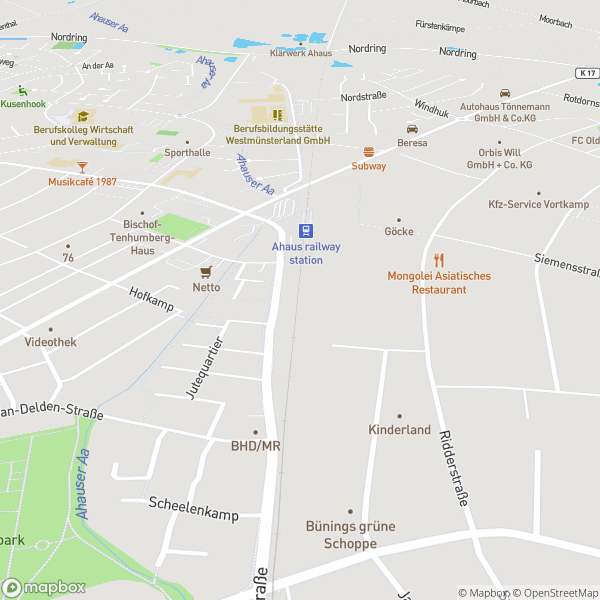 Moorbach
Fürstenkämpe
Nordring
Nordring
Klärwerk Ahaus
An der Aa
Ahauser Aa
K 17
Kusenhook
Nordstraße
Windhuk
Autohaus Tönnemann
GmbH & Co.KG
Rotdorns
Berufskolleg Wirtschaft
und Verwaltung
Berufsbildungsstätte
Westmünsterland GmbH
Beresa
FC Old
Sporthalle
Subway
Orbis Will
GmbH + Co. KG
Musikcafé 1987
Ahauser Aa
Kfz-Service Vortkamp
Bischof-
Tenhumberg-
Haus
Göcke
Ahaus railway
station
76
Netto
Mongolei Asiatisches
Restaurant
Siemensstraß
Hofkamp
Videothek
Jutequartier
an-Delden-Straße
Kinderland
BHD/MR
Ridderstraße
Ahauser Aa
Scheelenkamp
Bünings grüne
Schoppe
park
raße
Ja
mapbox
© Mapbox, © OpenStreetMap